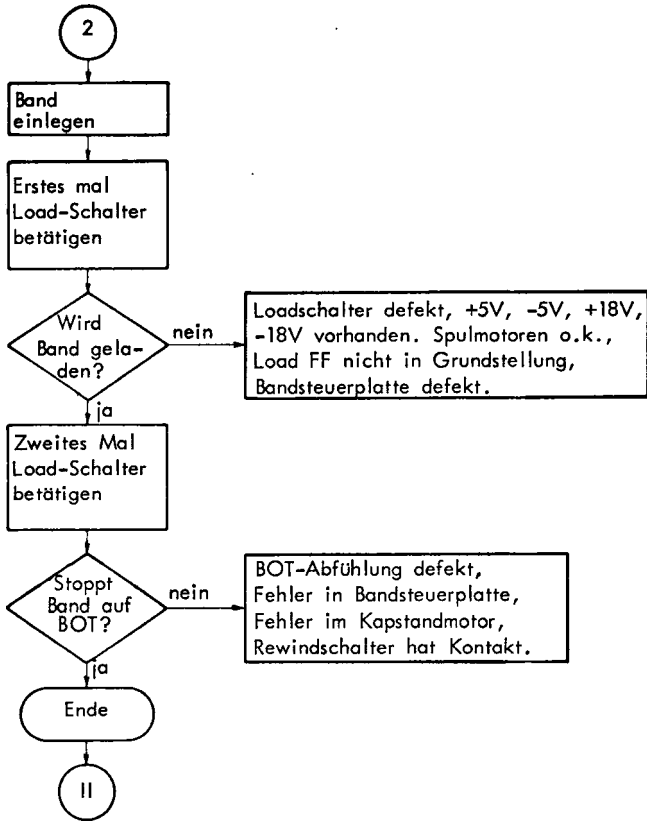 2
Band
einlegen
Erstes mal
Load-Schalter
betätigen
Wird
Band gela-
den?
nein
Loadschalter defekt, +5V, -5V, +18V,
-18V vorhanden. Spulmotoren o.k.,
Load FF nicht in Grundstellung,
Bandsteuerplatte defekt.
ja
Zweites Mal
Load-Schalter
betätigen
Stoppt
Band auf
BOT?
nein
BOT-Abfühlung defekt,
Fehler in Bandsteuerplatte,
Fehler im Kapstandmotor,
Rewindschalter hat Kontakt.
ja
Ende
II